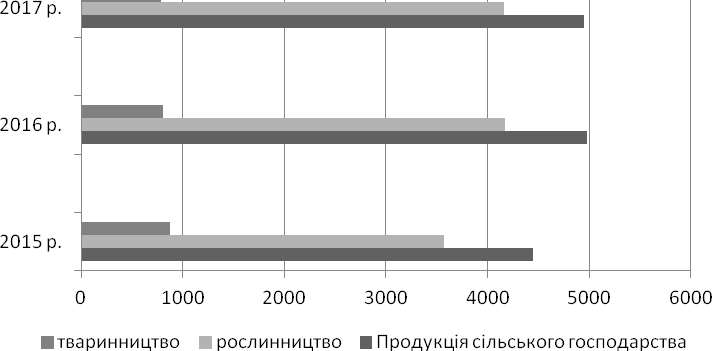 2017 р.
2016 р.
2015 р.
0 1000 2000 3000 4000 5000 6000
тваринництво рослинництво Продукція сільського господарства